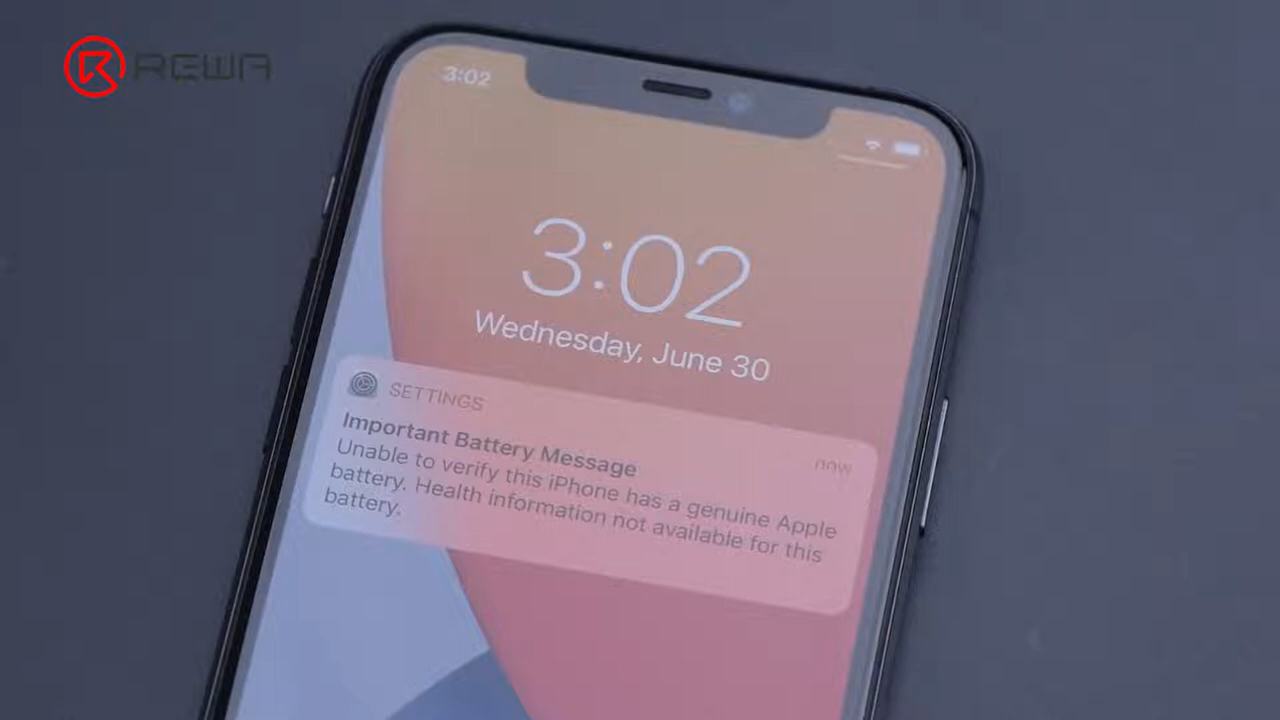 REWA
3:02
3:02
Wednesday, June 30
SETTINGS
now
Important Battery Message
Unable to verify this iPhone has a genuine Apple
battery. Health information not available for this
battery.